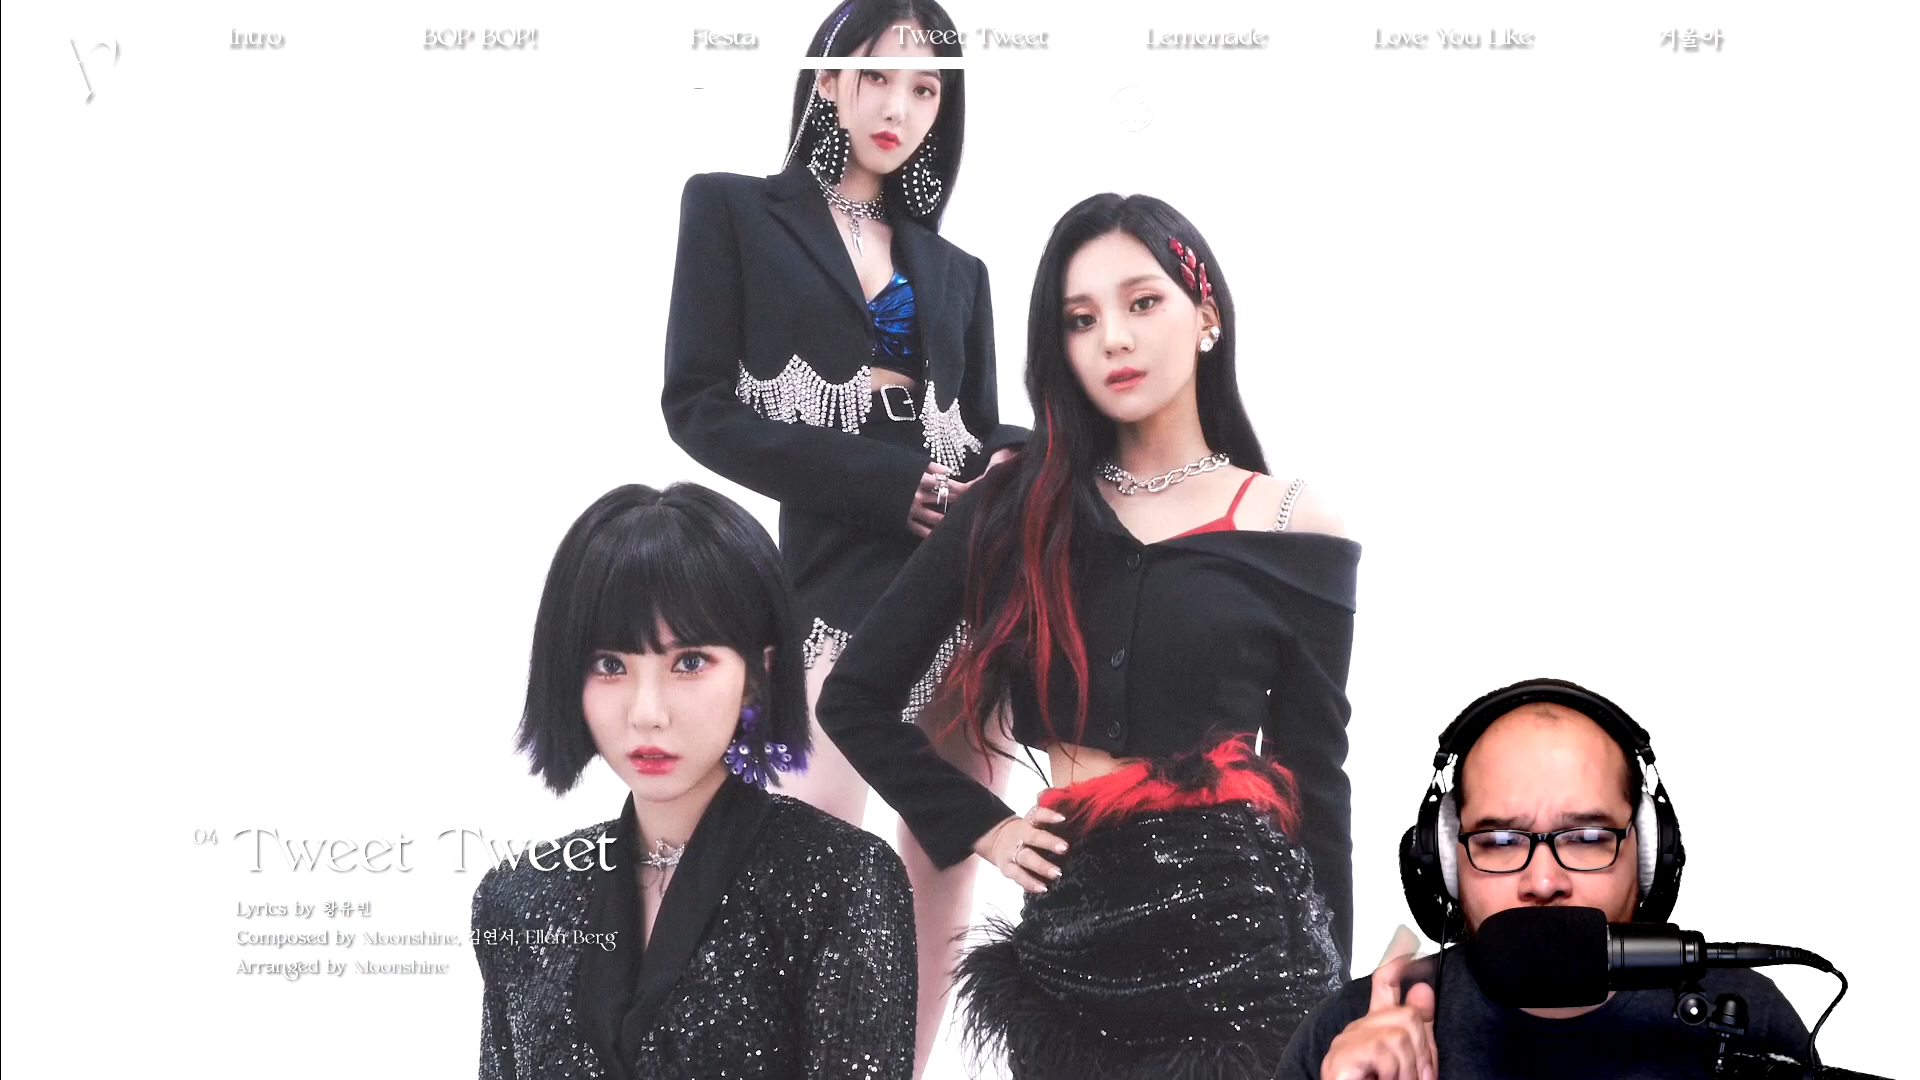 Intro
BOP BOP!
Fiesta
Tweet Tweet
Lemonade
Love You Like
겨울아
V
04 Tweet Tweet
Lyrics by 황유빈
Composed by Moonshine, 김연서, Ellen Berg
Arranged by Moonshine